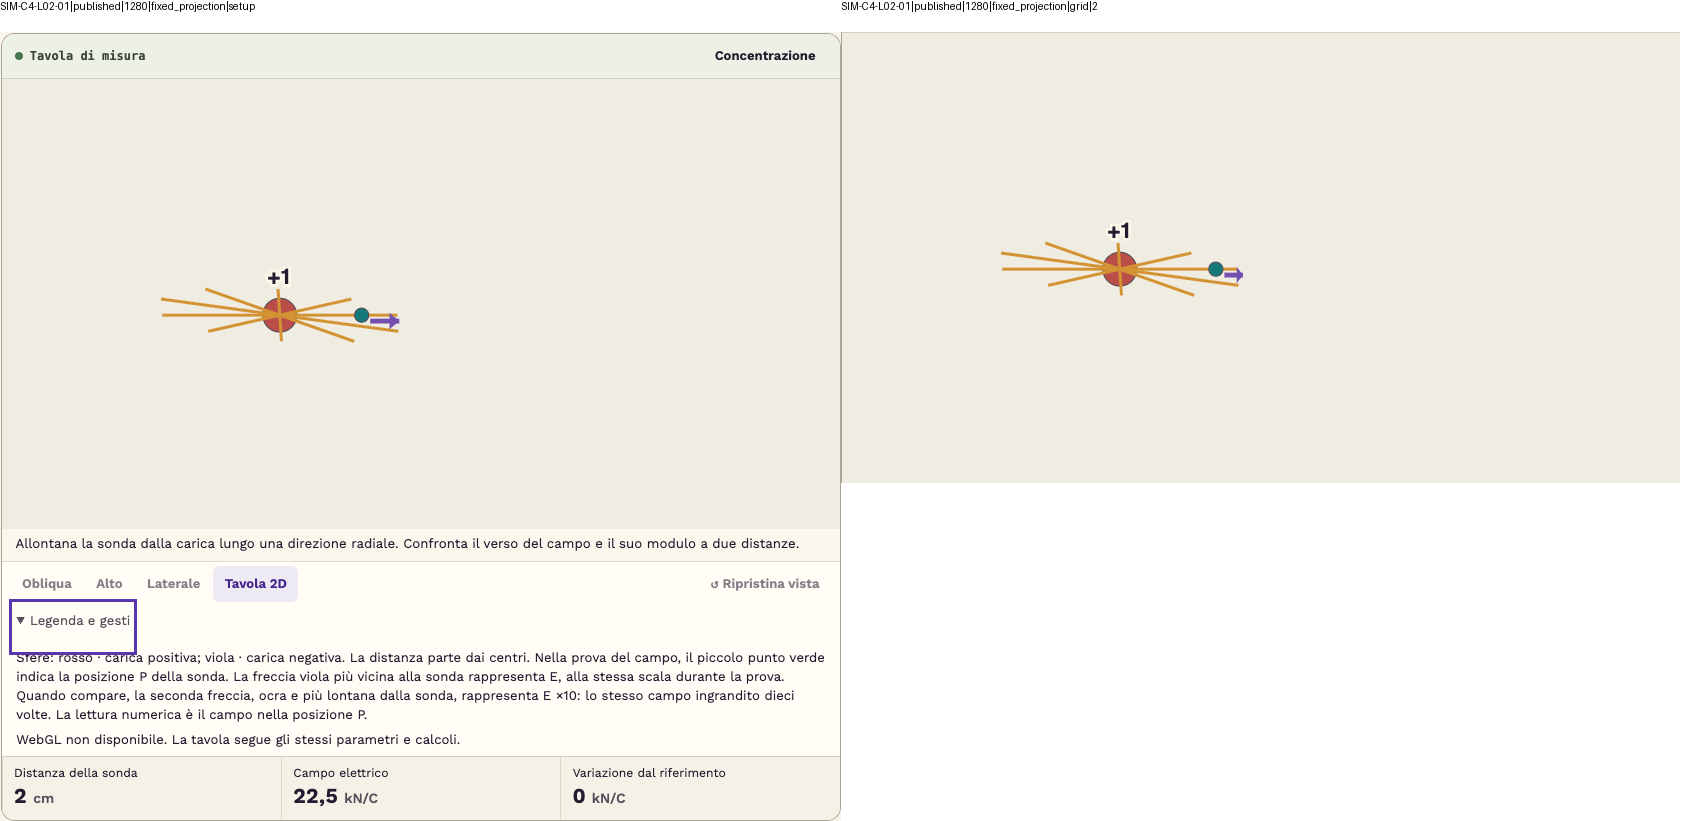 SIM-C4-L02-01|published|1280|fixed_projection|setup
SIM-C4-L02-01|published|1280|fixed_projection|grid|2
Tavola di misura
Concentrazione
+1
+1
Allontana la sonda dalla carica lungo una direzione radiale. Confronta il verso del campo e il suo modulo a due distanze.
Obliqua Alto Laterale Tavola 2D ↺ Ripristina vista
▼ Legenda e gesti
Sfere: rosso · carica positiva; viola · carica negativa. La distanza parte dai centri. Nella prova del campo, il piccolo punto verde
indica la posizione P della sonda. La freccia viola più vicina alla sonda rappresenta E, alla stessa scala durante la prova.
Quando compare, la seconda freccia, ocra e più lontana dalla sonda, rappresenta E ×10: lo stesso campo ingrandito dieci
volte. La lettura numerica è il campo nella posizione P.
WebGL non disponibile. La tavola segue gli stessi parametri e calcoli.
Distanza della sonda
2 cm
Campo elettrico
22,5 kN/C
Variazione dal riferimento
0 kN/C